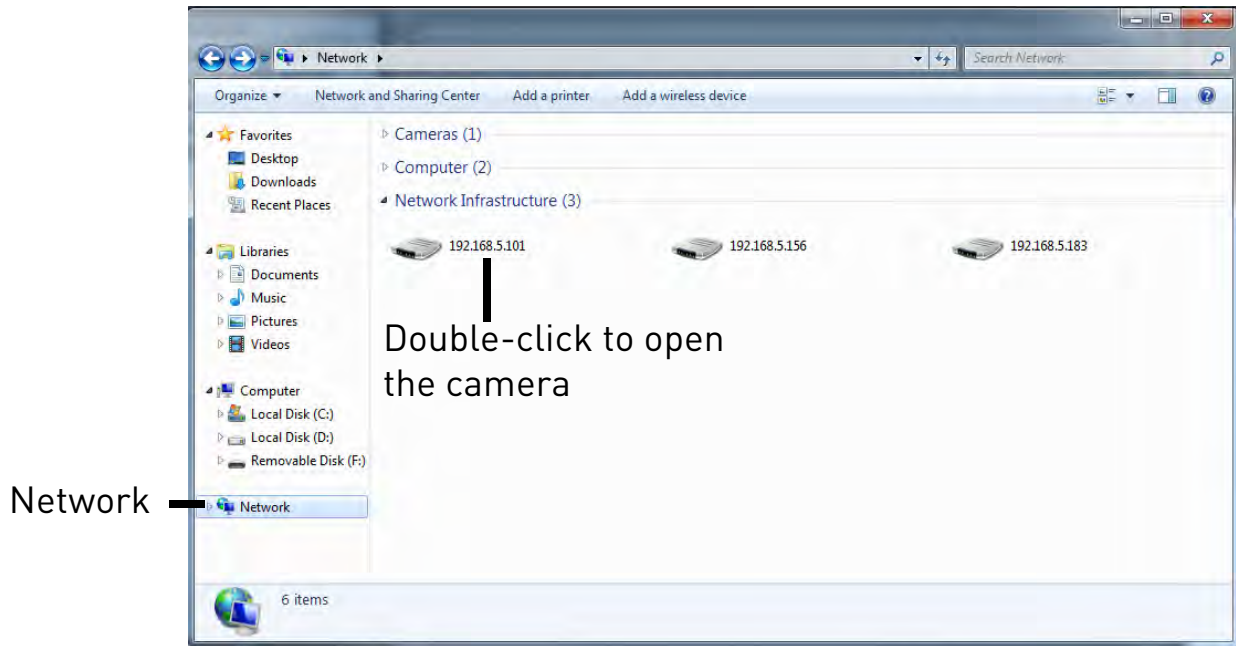 Network
Search Network
Organize
Network and Sharing Center
Add a printer
Add a wireless device
Favorites
Desktop
Downloads
Recent Places
Libraries
Documents
Music
Pictures
Videos
Computer
Local Disk (C:)
Local Disk (D:)
Removable Disk (F:)
Network
Network
Cameras (1)
Computer (2)
Network Infrastructure (3)
192.168.5.101
192.168.5.156
192.168.5.183
Double-click to open
the camera
6 items